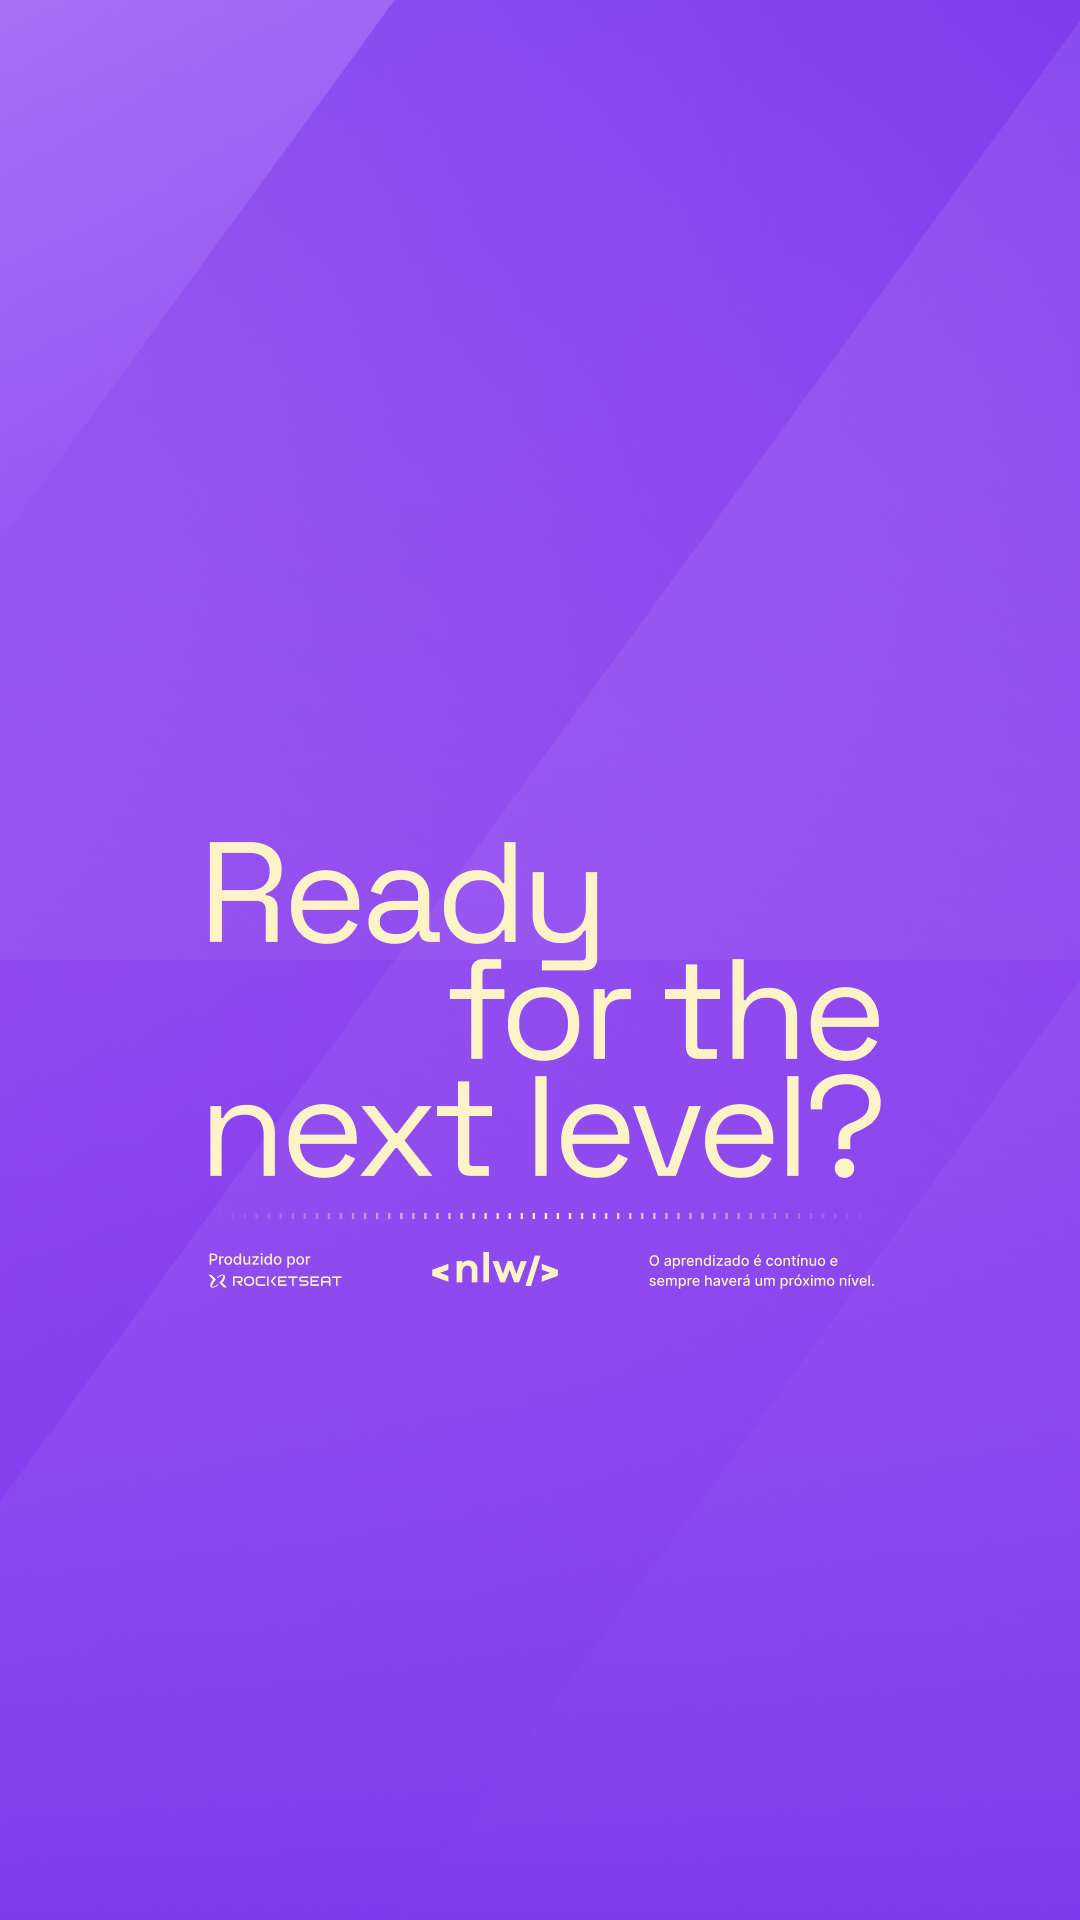 Ready
for the
next level?
Produzido por
ROCKETSEAT
<nlw/>
O aprendizado é contínuo e
sempre haverá um próximo nível.